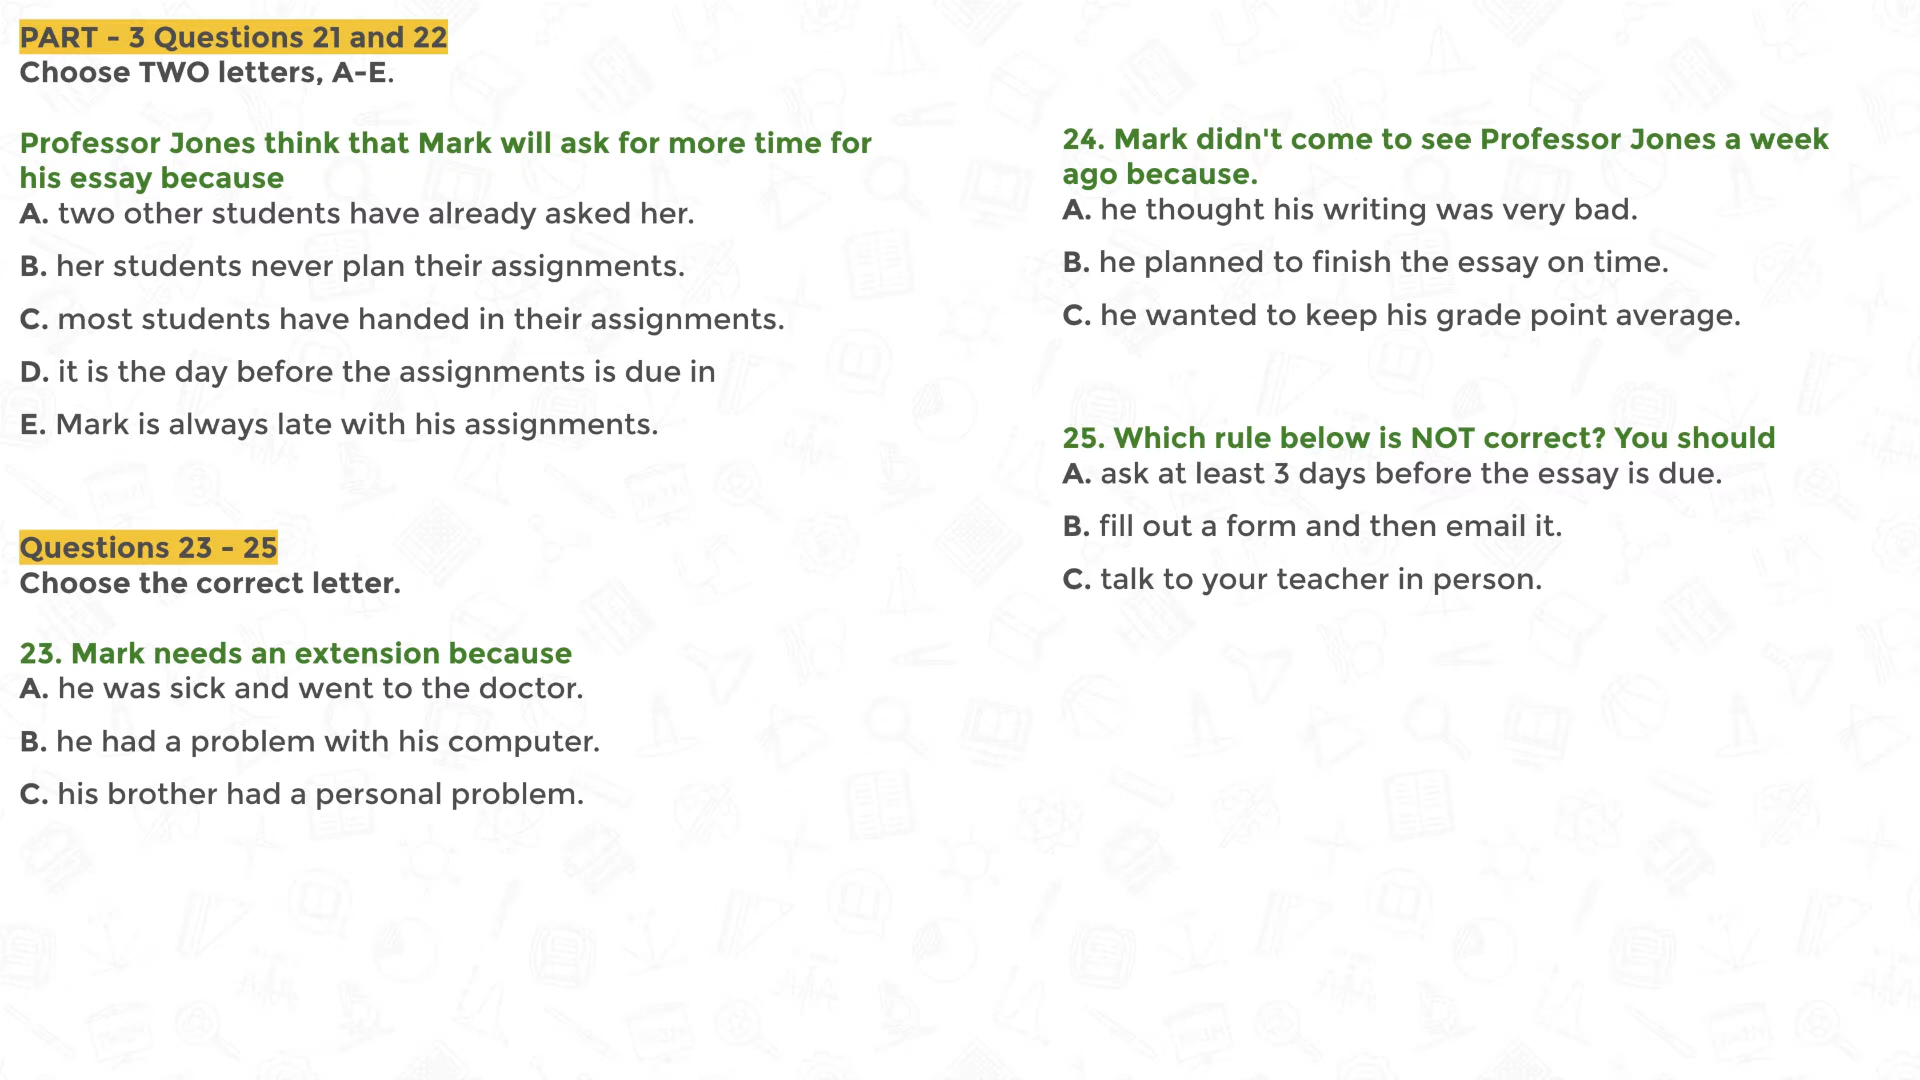 PART - 3 Questions 21 and 22
Choose TWO letters, A-E.
Professor Jones think that Mark will ask for more time for
his essay because
A. two other students have already asked her.
B. her students never plan their assignments.
C. most students have handed in their assignments.
D. it is the day before the assignments is due in
E. Mark is always late with his assignments.
Questions 23 - 25
Choose the correct letter.
23. Mark needs an extension because
A. he was sick and went to the doctor.
B. he had a problem with his computer.
C. his brother had a personal problem.
24. Mark didn't come to see Professor Jones a week
ago because.
A. he thought his writing was very bad.
B. he planned to finish the essay on time.
C. he wanted to keep his grade point average.
25. Which rule below is NOT correct? You should
A. ask at least 3 days before the essay is due.
B. fill out a form and then email it.
C. talk to your teacher in person.